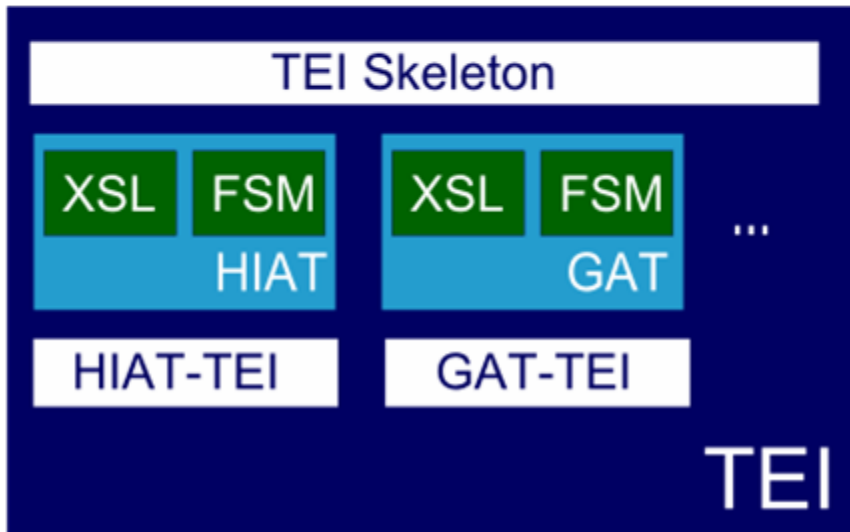 TEI Skeleton
XSL FSM XSL FSM
...
HIAT GAT
HIAT-TEI GAT-TEI
TEI